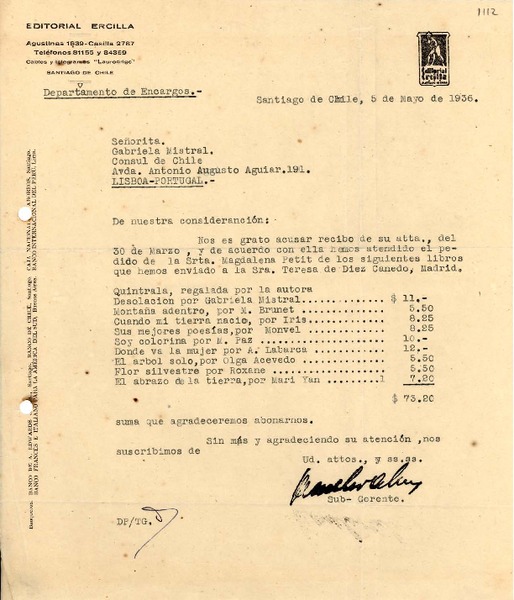 1112
EDITORIAL ERCILLA
Agustinas 1639-Casilla 2787
Teléfonos 81155 y 84359
SANTIAGO DE CHILE
Editorial
Ercilla
Departamento de Encargos.-
Santiago de Chile, 5 de Mayo de 1936.
Señorita.
Gabriela Mistral.
Consul de Chile
Avda. Antonio Augusto Aguiar.191.
LISBOA-PORTUGAL.-
De nuestra consideranción:
Nos es grato acusar recibo de su atta., del
30 de Marzo , y de acuerdo con ella hemos atendido el pe-
dido de la Srta. Magdalena Petit de los siguientes libros
que hemos enviado a la Sra. Teresa de Diez Canedo, Madrid.
Quintrala, regalada por la autora
Desolacion por Gabriela Mistral------------- $ 11.-
Montaña adentro, por M. Brunet------------ 5.50
Cuando mi tierra nacio, por Iris---------- 8.25
Sus mejores poesías, por Monvel---------- 8.25
Soy colorina por M. Paz --------------- 10.-
Donde va la mujer por A. Labarca -------- 12.-
El arbol solo, por Olga Acevedo----------- 5.50
Flor silvestre por Roxane---------------- 5.50
El abrazo de la tierra, por Mari Yan-------1 7.20
$ 73.20
suma que agradeceremos abonarnos.
Sin más y agradeciendo su atención ,nos
suscribimos de
Ud. attos., y ss.ss.
Sub- Gerente.
DP/TG.